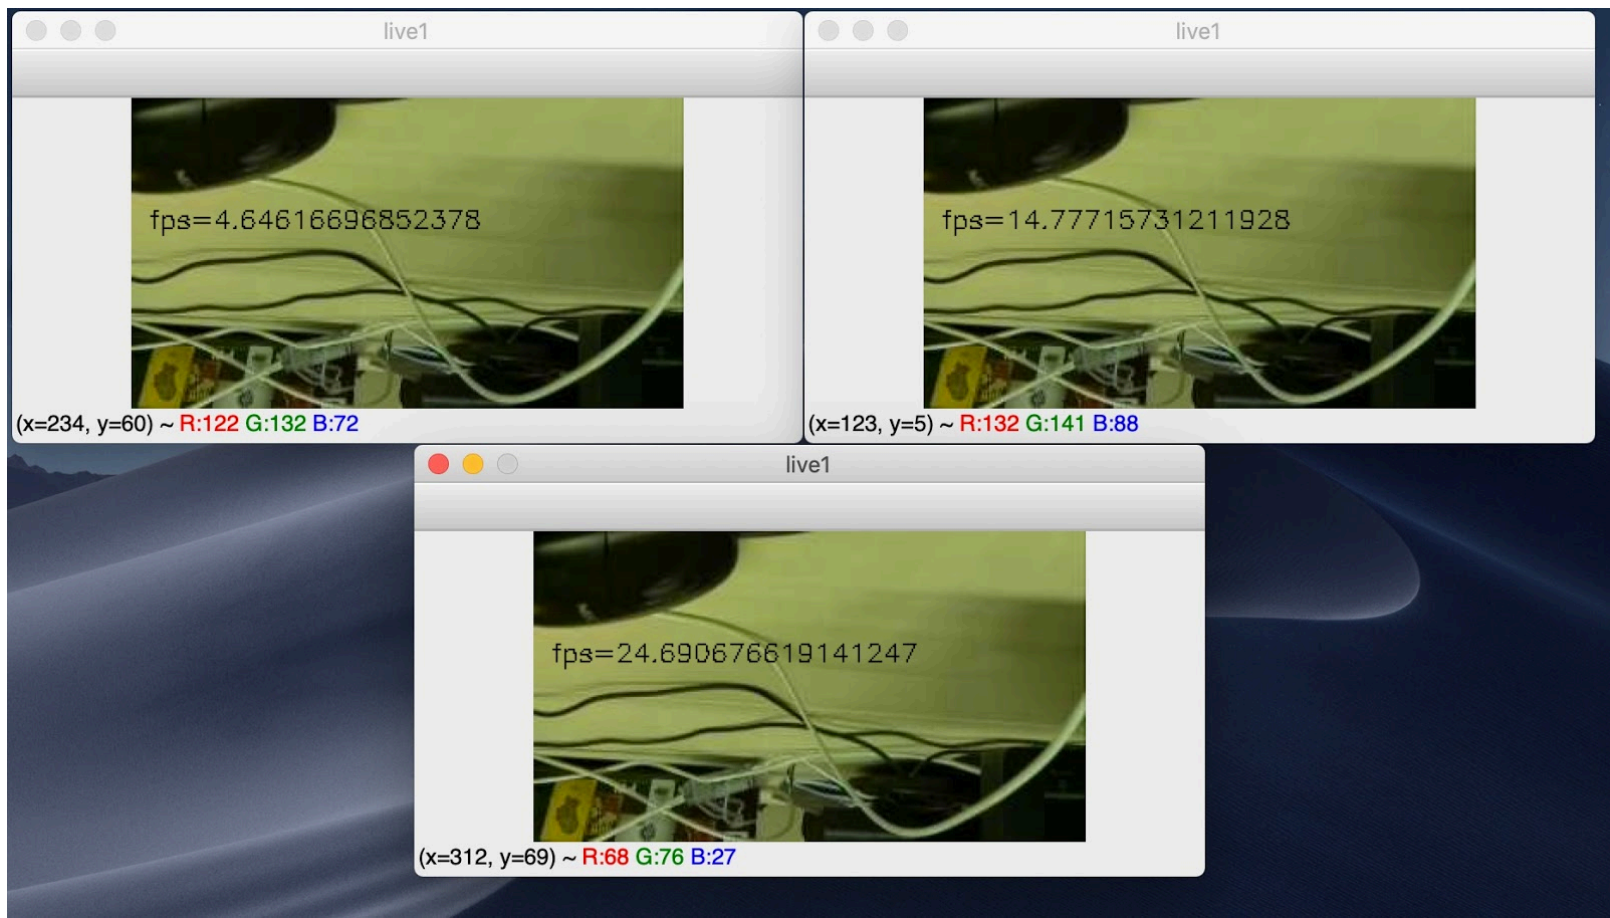 live1
fps=4.64616696852378
(x=234, y=60) ~ R:122 G:132 B:72
live1
fps=14.77715731211928
(x=123, y=5) ~ R:132 G:141 B:88
live1
fps=24.690676619141247
(x=312, y=69) ~ R:68 G:76 B:27